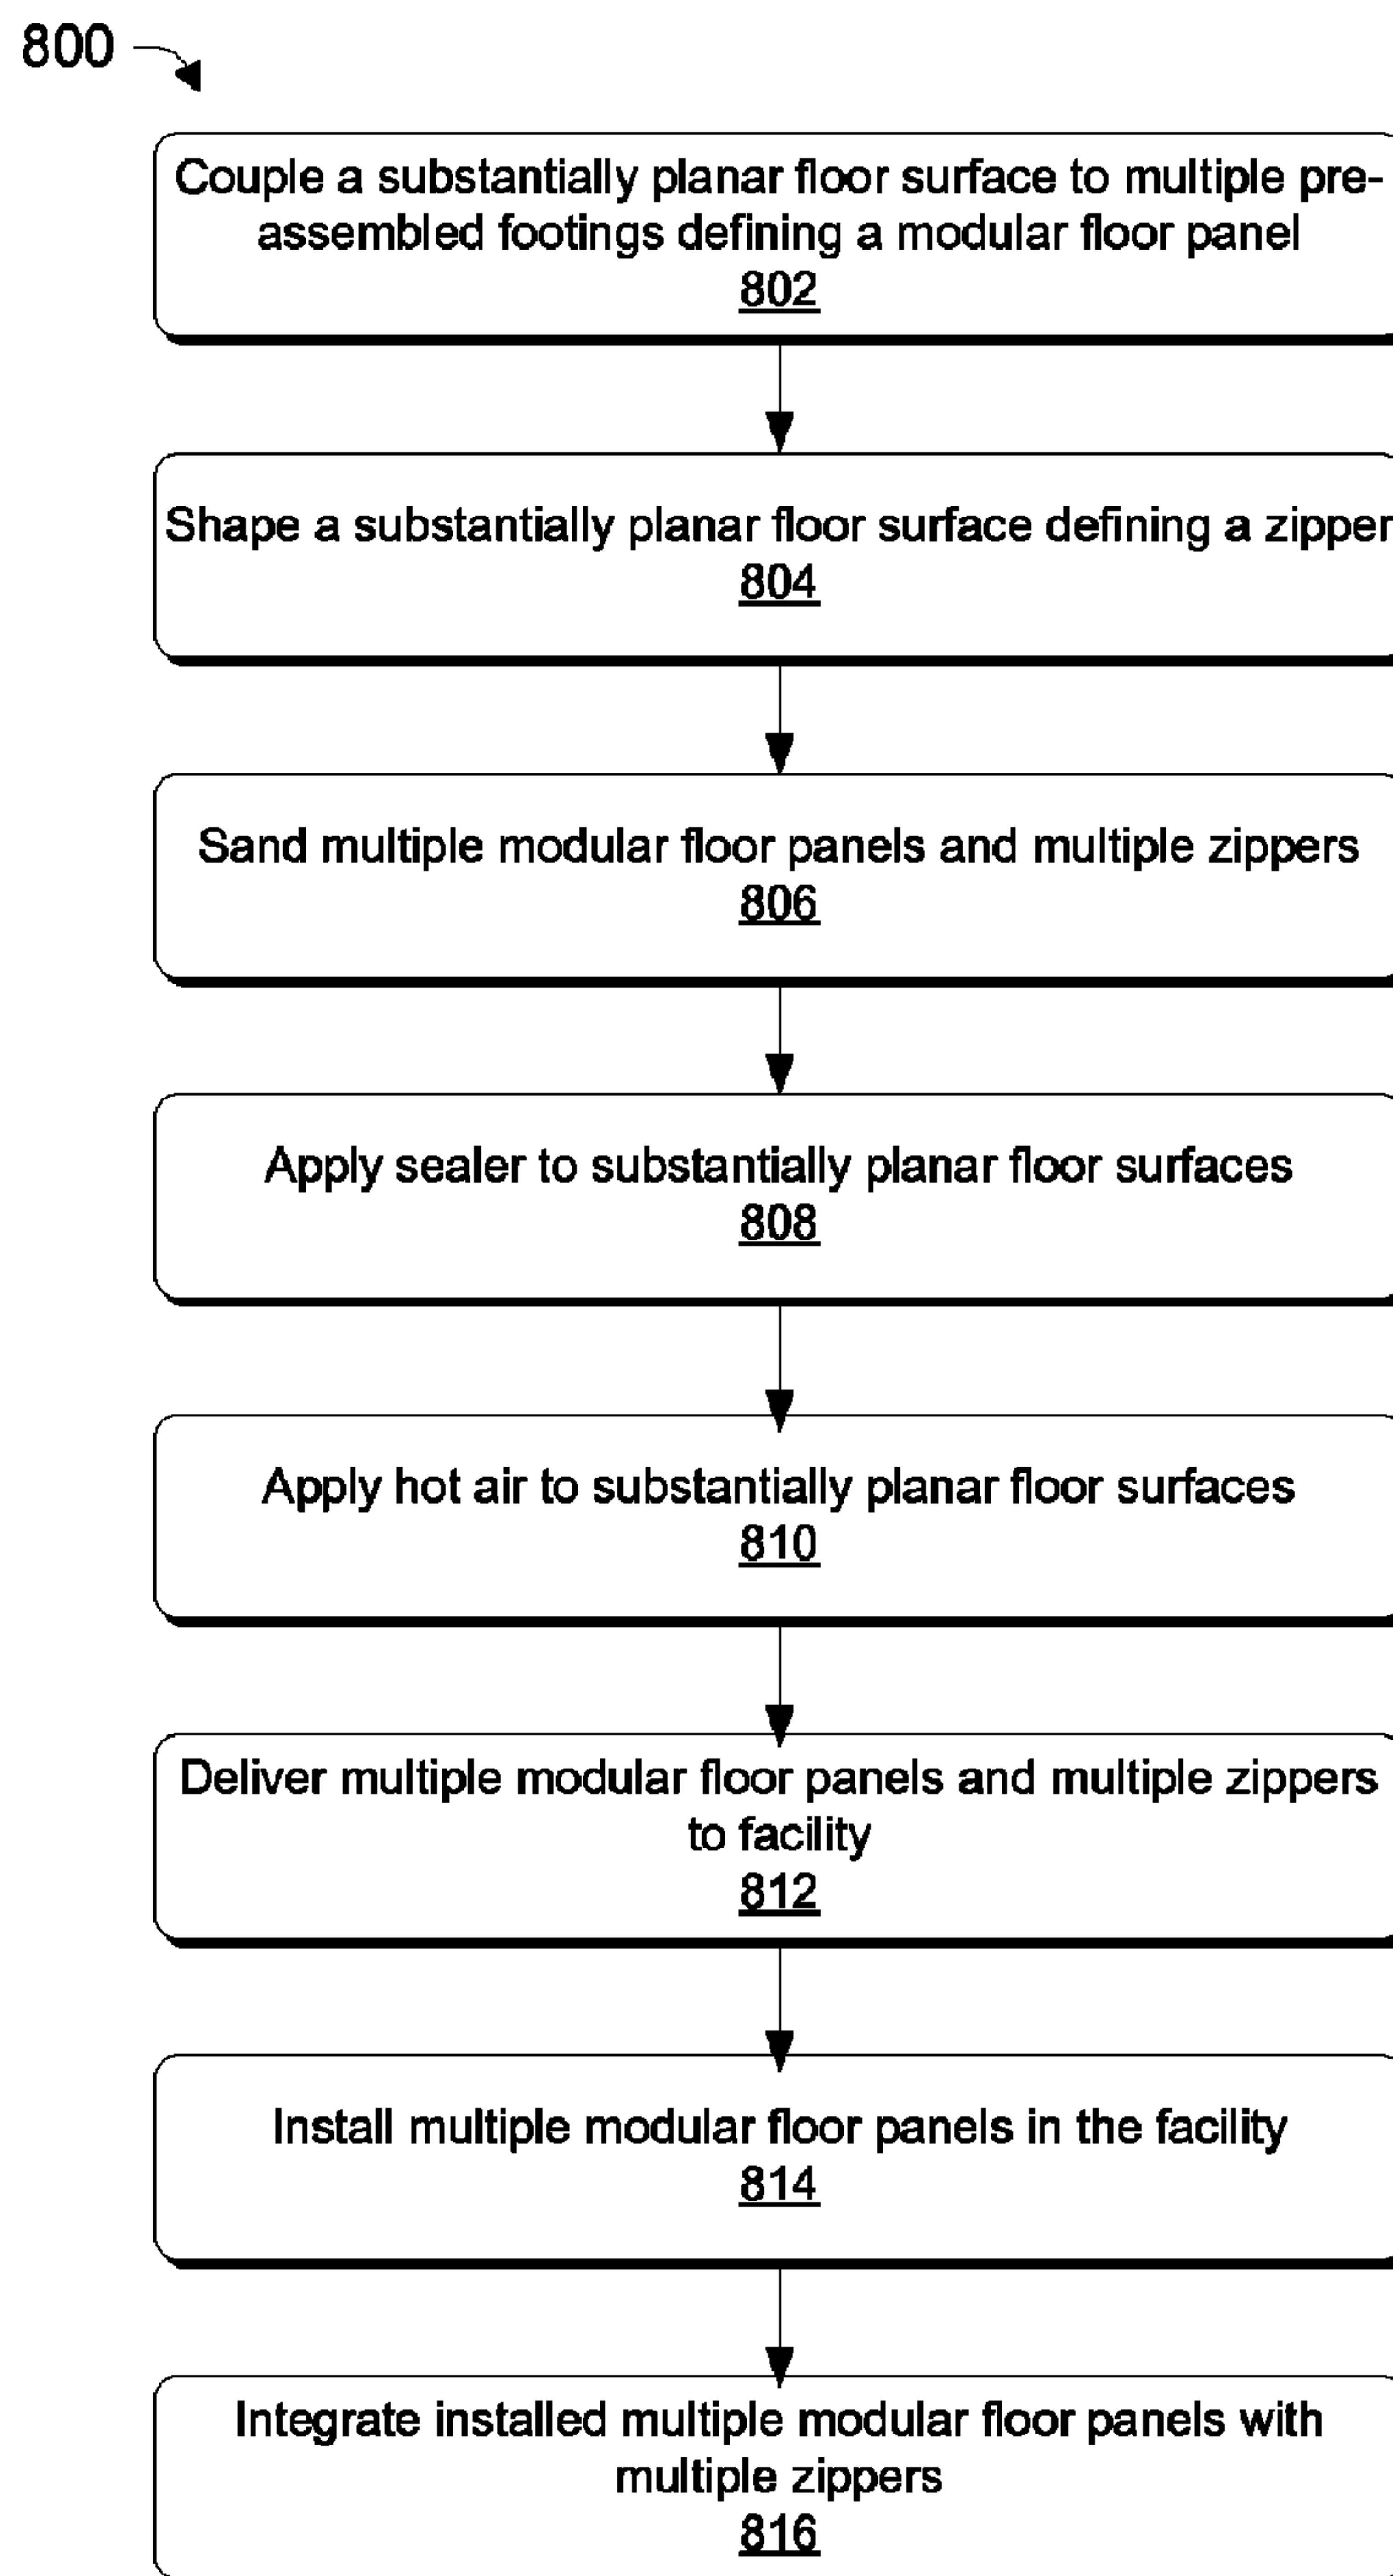 800
Couple a substantially planar floor surface to multiple pre-
assembled footings defining a modular floor panel
802
Shape a substantially planar floor surface defining a zipper
804
Sand multiple modular floor panels and multiple zippers
806
Apply sealer to substantially planar floor surfaces
808
Apply hot air to substantially planar floor surfaces
810
Deliver multiple modular floor panels and multiple zippers
to facility
812
Install multiple modular floor panels in the facility
814
Integrate installed multiple modular floor panels with
multiple zippers
816